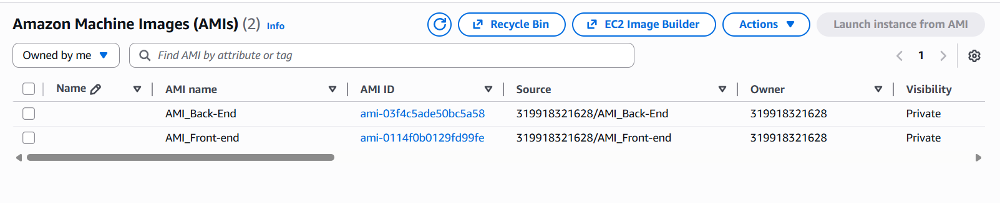 Amazon Machine Images (AMIs) (2) Info Recycle Bin EC2 Image Builder Actions Launch instance from AMI
Owned by me Find AMI by attribute or tag 1
Name AMI name AMI ID Source Owner Visibility
AMI_Back-End ami-03f4c5ade50bc5a58 319918321628/AMI_Back-End 319918321628 Private
AMI_Front-end ami-0114f0b0129fd99fe 319918321628/AMI_Front-end 319918321628 Private